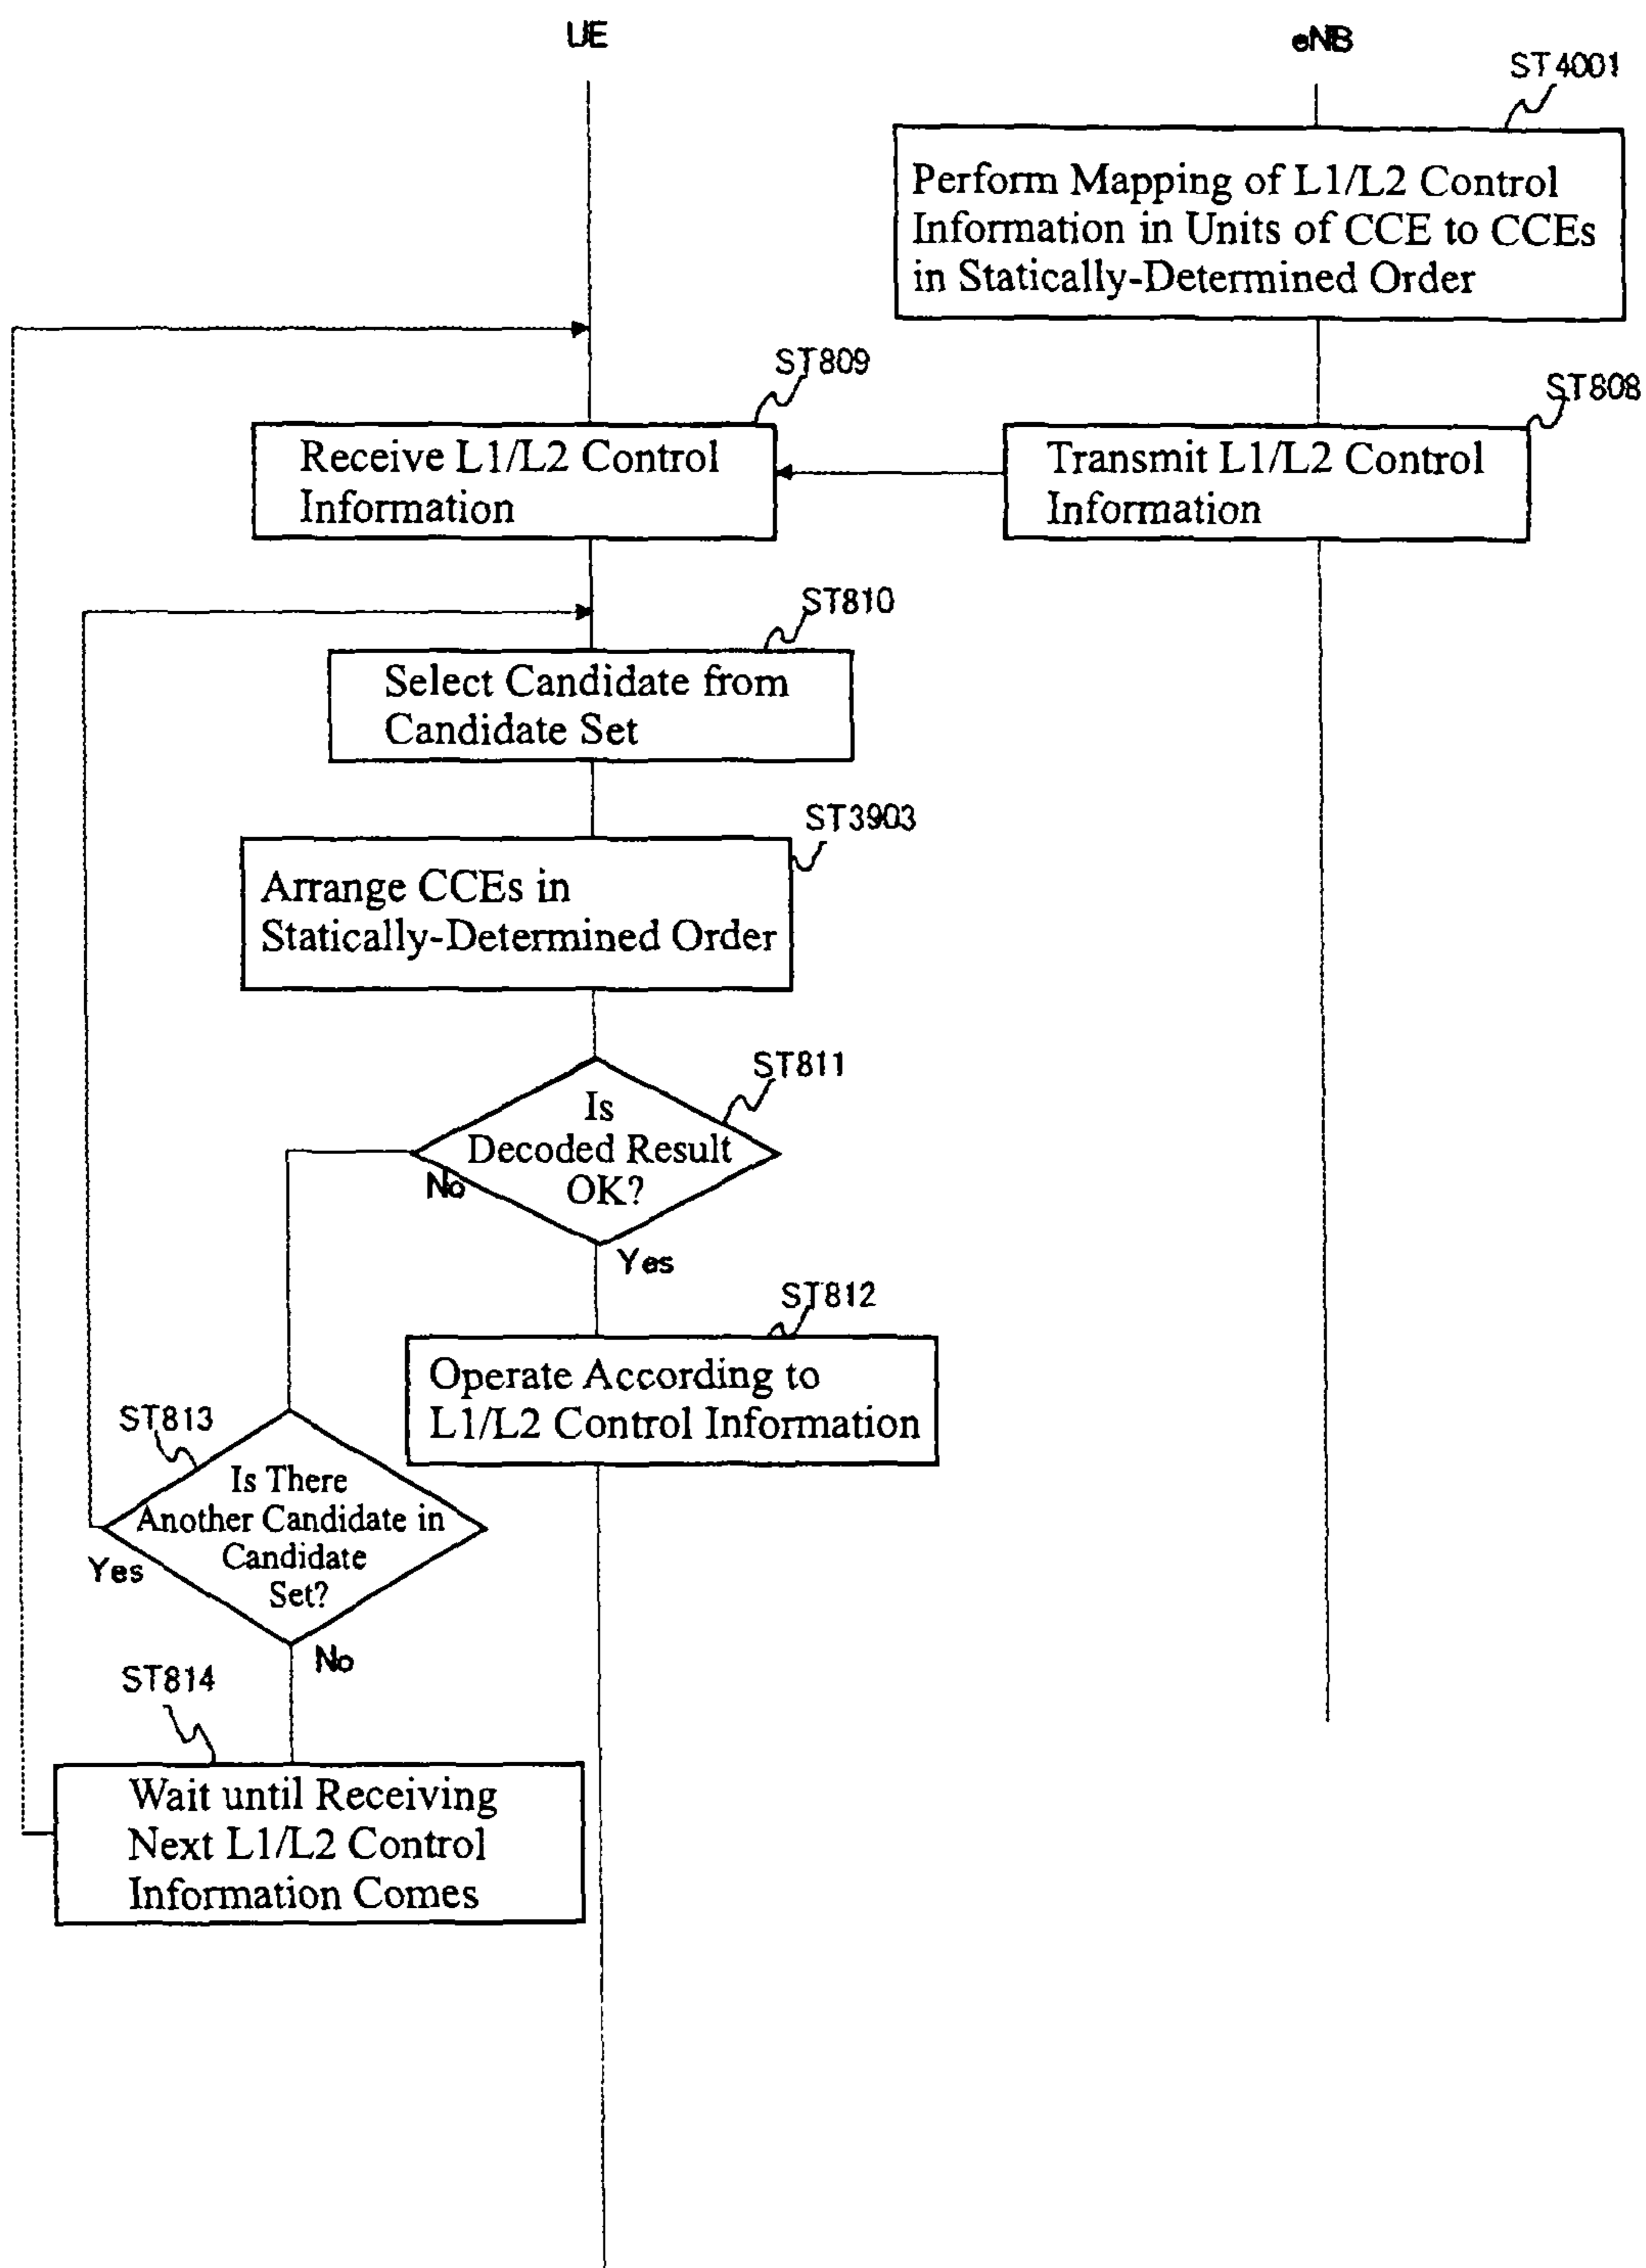 UE
eNB
ST4001
Perform Mapping of L1/L2 Control
Information in Units of CCE to CCEs
in Statically-Determined Order
ST809
ST808
Receive L1/L2 Control
Information
Transmit L1/L2 Control
Information
ST810
Select Candidate from
Candidate Set
ST3903
Arrange CCEs in
Statically-Determined Order
ST811
Is
Decoded Result
OK?
No
Yes
ST812
Operate According to
L1/L2 Control Information
ST813
Is There
Another Candidate in
Candidate
Set?
Yes
No
ST814
Wait until Receiving
Next L1/L2 Control
Information Comes